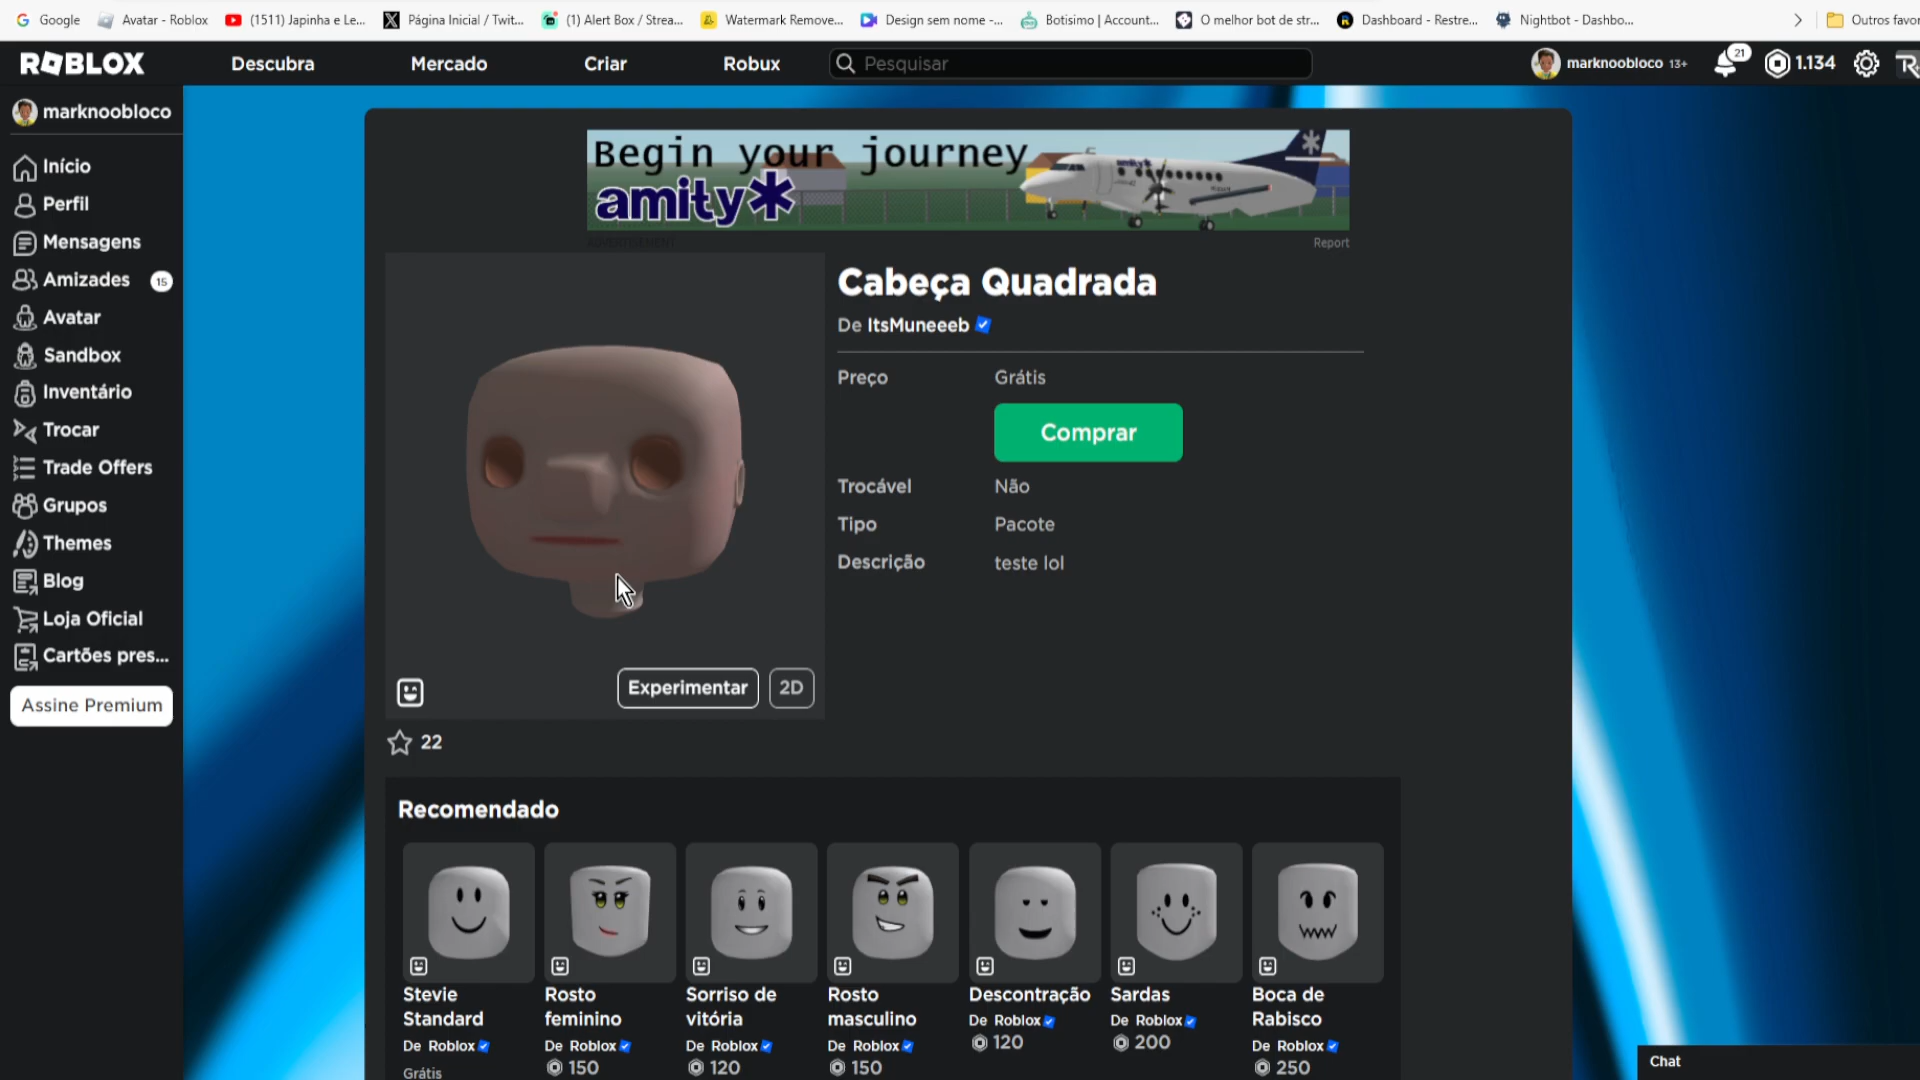 Google
Avatar - Roblox
(1511) Japinha e Le...
Página Inicial / Twit...
(1) Alert Box / Strea...
Watermark Remove...
Design sem nome -...
Botisimo | Account...
O melhor bot de str...
Dashboard - Restre...
Nightbot - Dashbo...
Outros favor
ROBLOX
Descubra
Mercado
Criar
Robux
Pesquisar
marknoobloco 13+
21
1.134
marknoobloco
Início
Perfil
Mensagens
Amizades
15
Avatar
Sandbox
Inventário
Trocar
Trade Offers
Grupos
Themes
Blog
Loja Oficial
Cartões pres...
Assine Premium
Begin your journey
amity*
ADVERTISEMENT
Report
Cabeça Quadrada
De ItsMuneeeb
Preço
Grátis
Comprar
Trocável
Não
Tipo
Pacote
Descrição
teste lol
Experimentar
2D
22
Recomendado
Stevie
Standard
De Roblox
Grátis
Rosto
feminino
De Roblox
150
Sorriso de
vitória
De Roblox
120
Rosto
masculino
De Roblox
150
Descontração
De Roblox
120
Sardas
De Roblox
200
Boca de
Rabisco
De Roblox
250
Chat